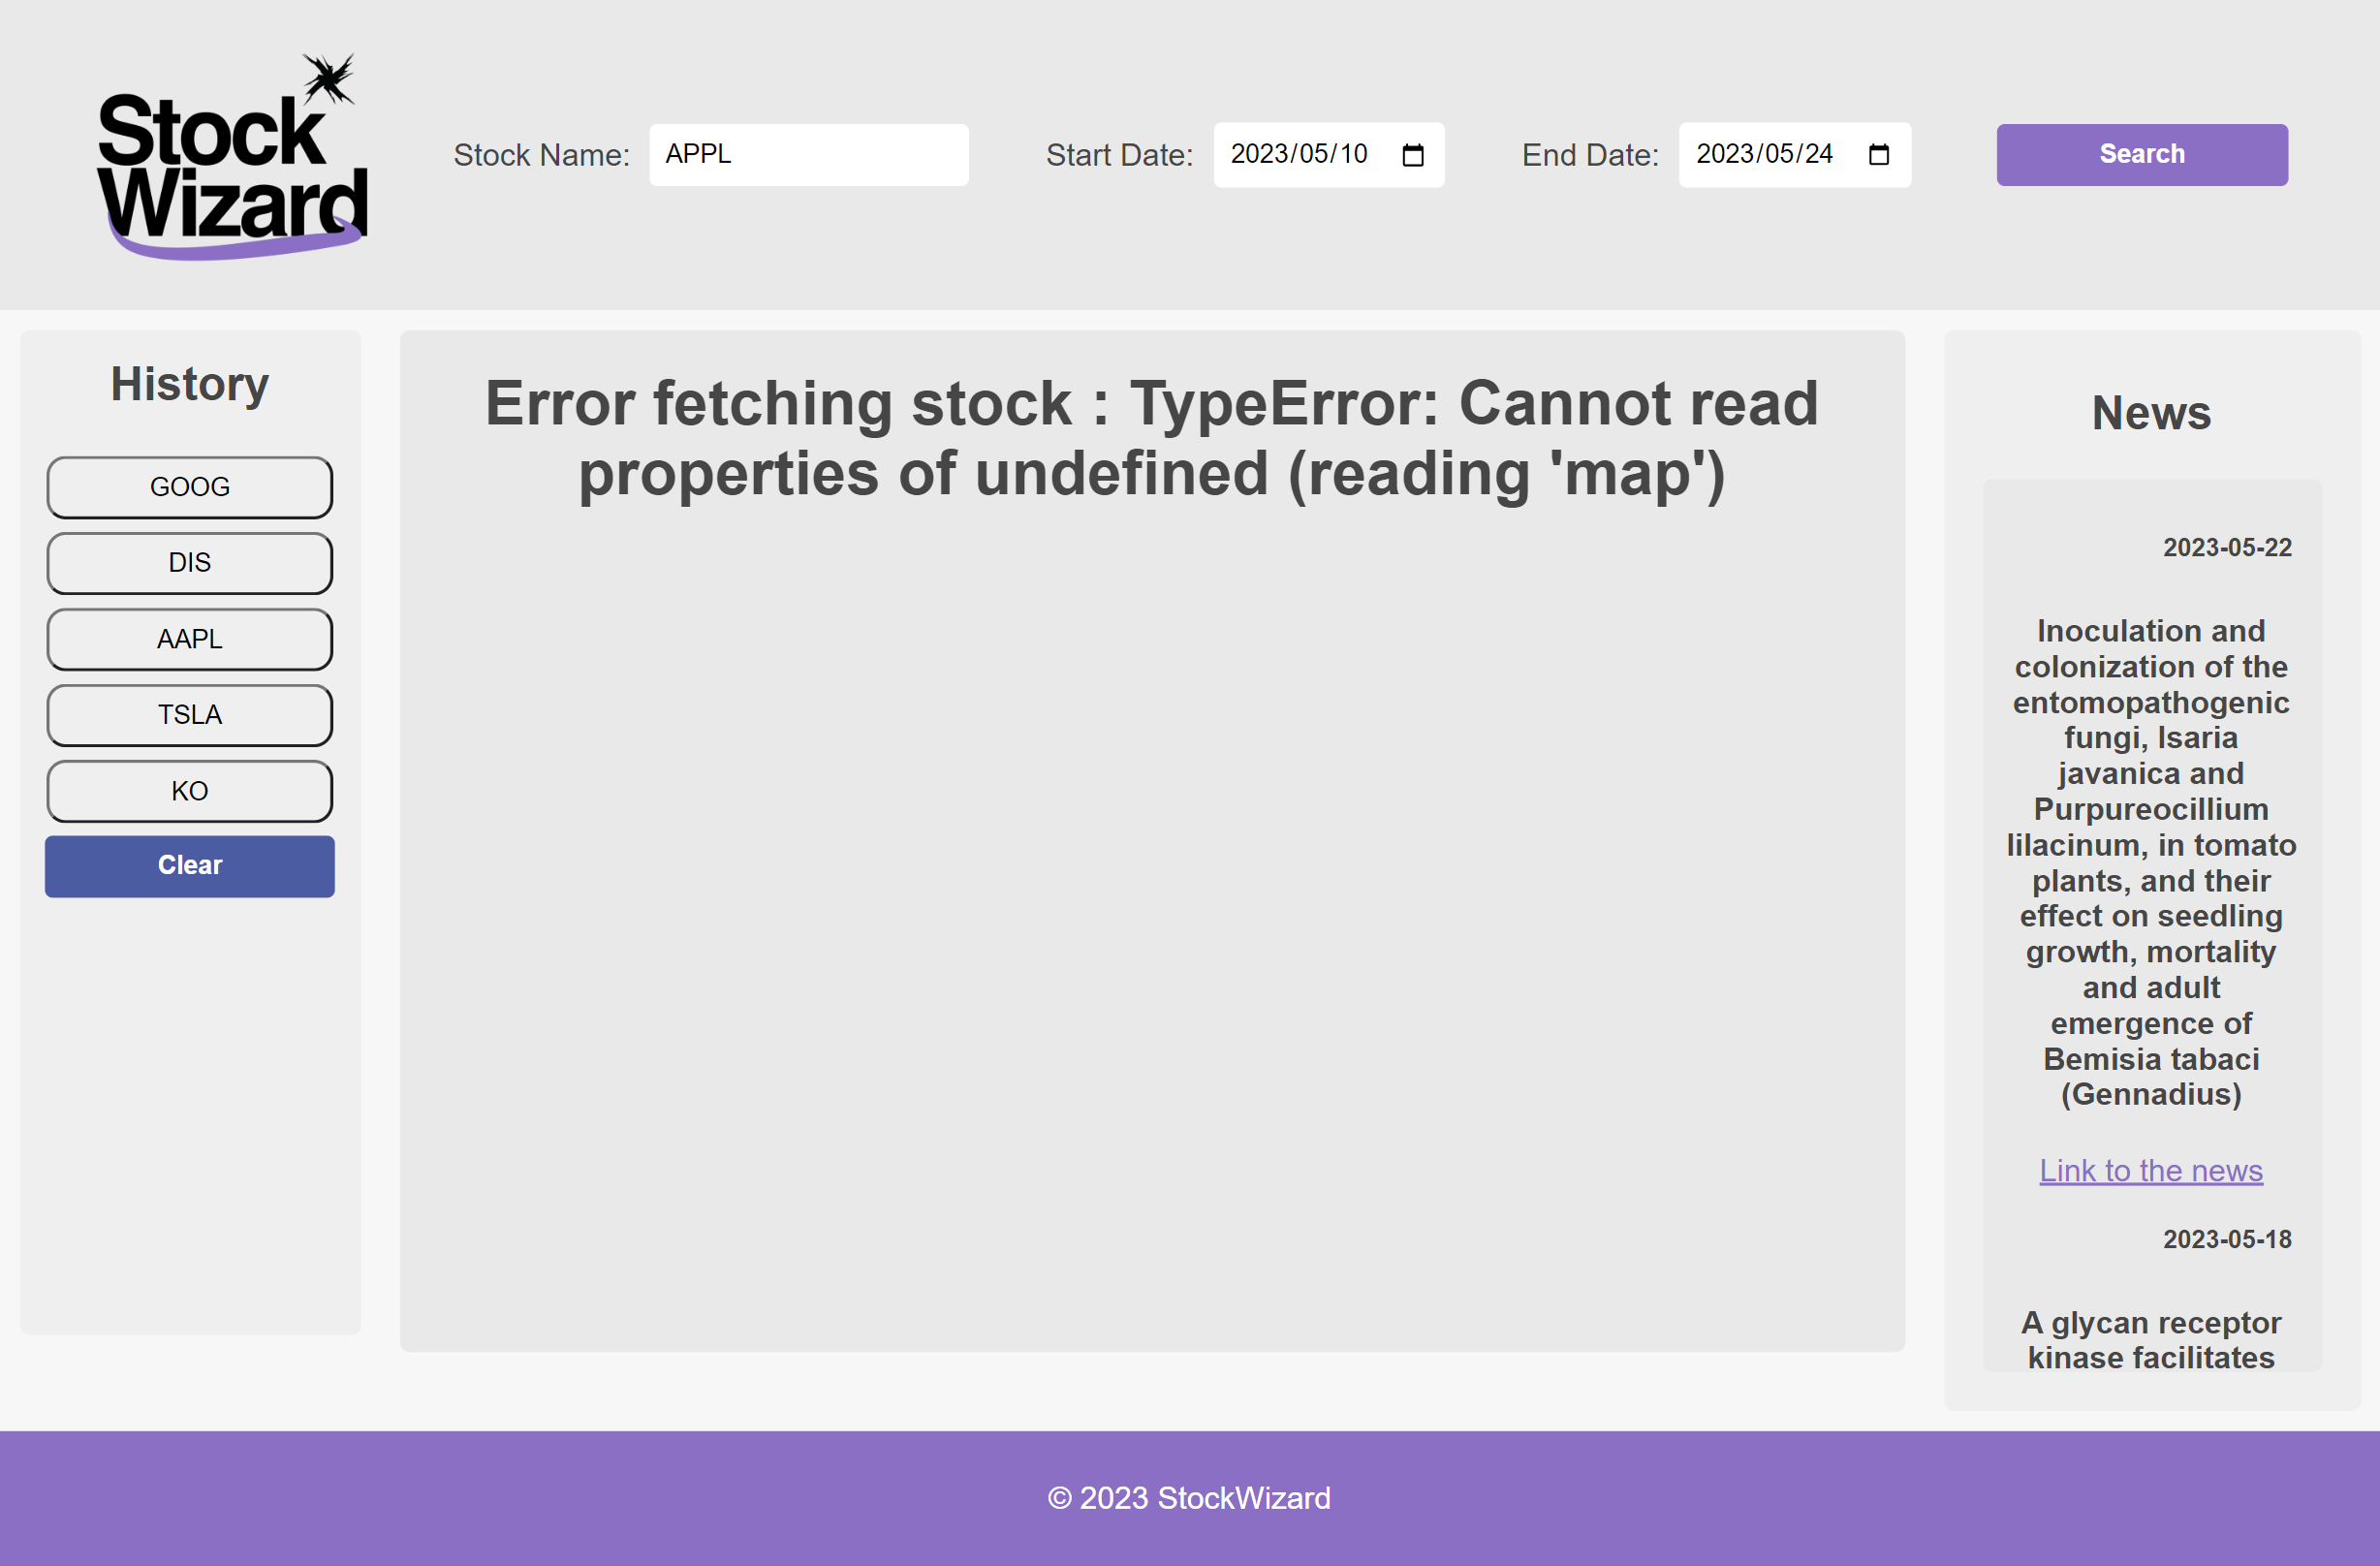 Stock
Wizard
Stock Name: APPL
Start Date: 2023/05/10
End Date: 2023/05/24
Search
History
GOOG
DIS
AAPL
TSLA
KO
Clear
Error fetching stock : TypeError: Cannot read
properties of undefined (reading 'map')
News
2023-05-22
Inoculation and
colonization of the
entomopathogenic
fungi, Isaria
javanica and
Purpureocillium
lilacinum, in tomato
plants, and their
effect on seedling
growth, mortality
and adult
emergence of
Bemisia tabaci
(Gennadius)
Link to the news
2023-05-18
A glycan receptor
kinase facilitates
© 2023 StockWizard